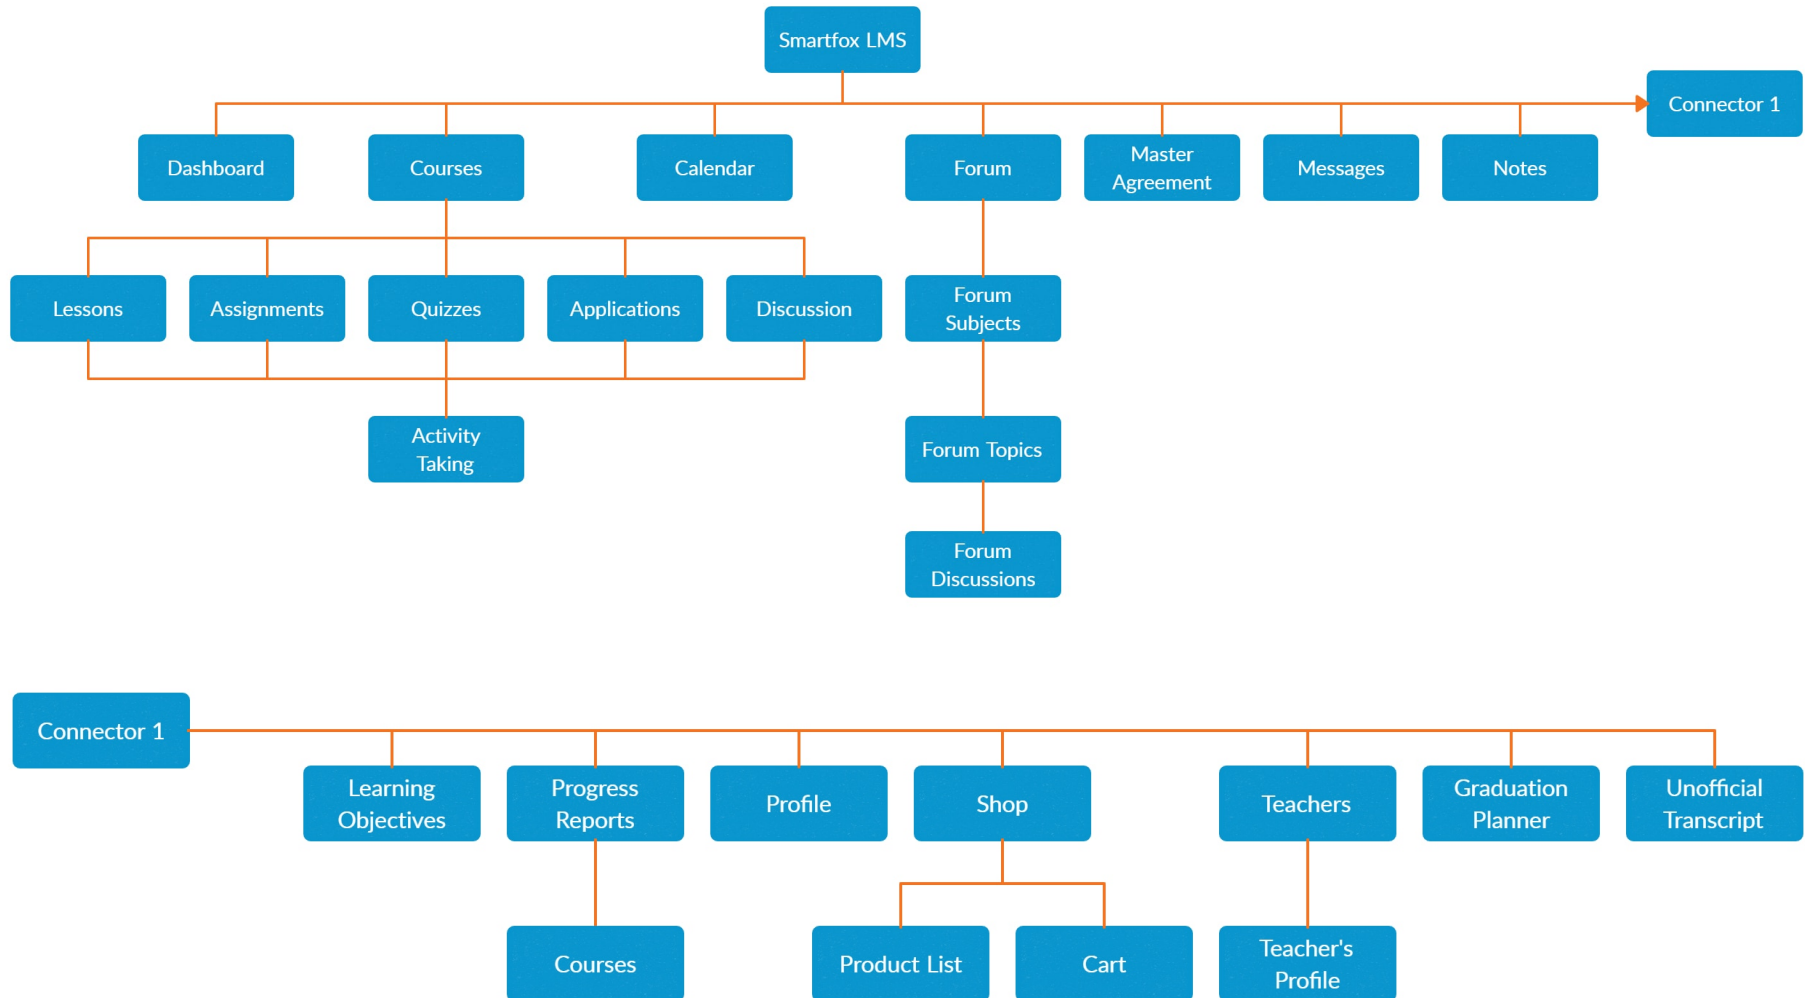 Smartfox LMS
Connector 1
Dashboard
Courses
Calendar
Forum
Master
Agreement
Messages
Notes
Lessons
Assignments
Quizzes
Applications
Discussion
Forum
Subjects
Activity
Taking
Forum Topics
Forum
Discussions
Connector 1
Learning
Objectives
Progress
Reports
Profile
Shop
Teachers
Graduation
Planner
Unofficial
Transcript
Courses
Product List
Cart
Teacher's
Profile